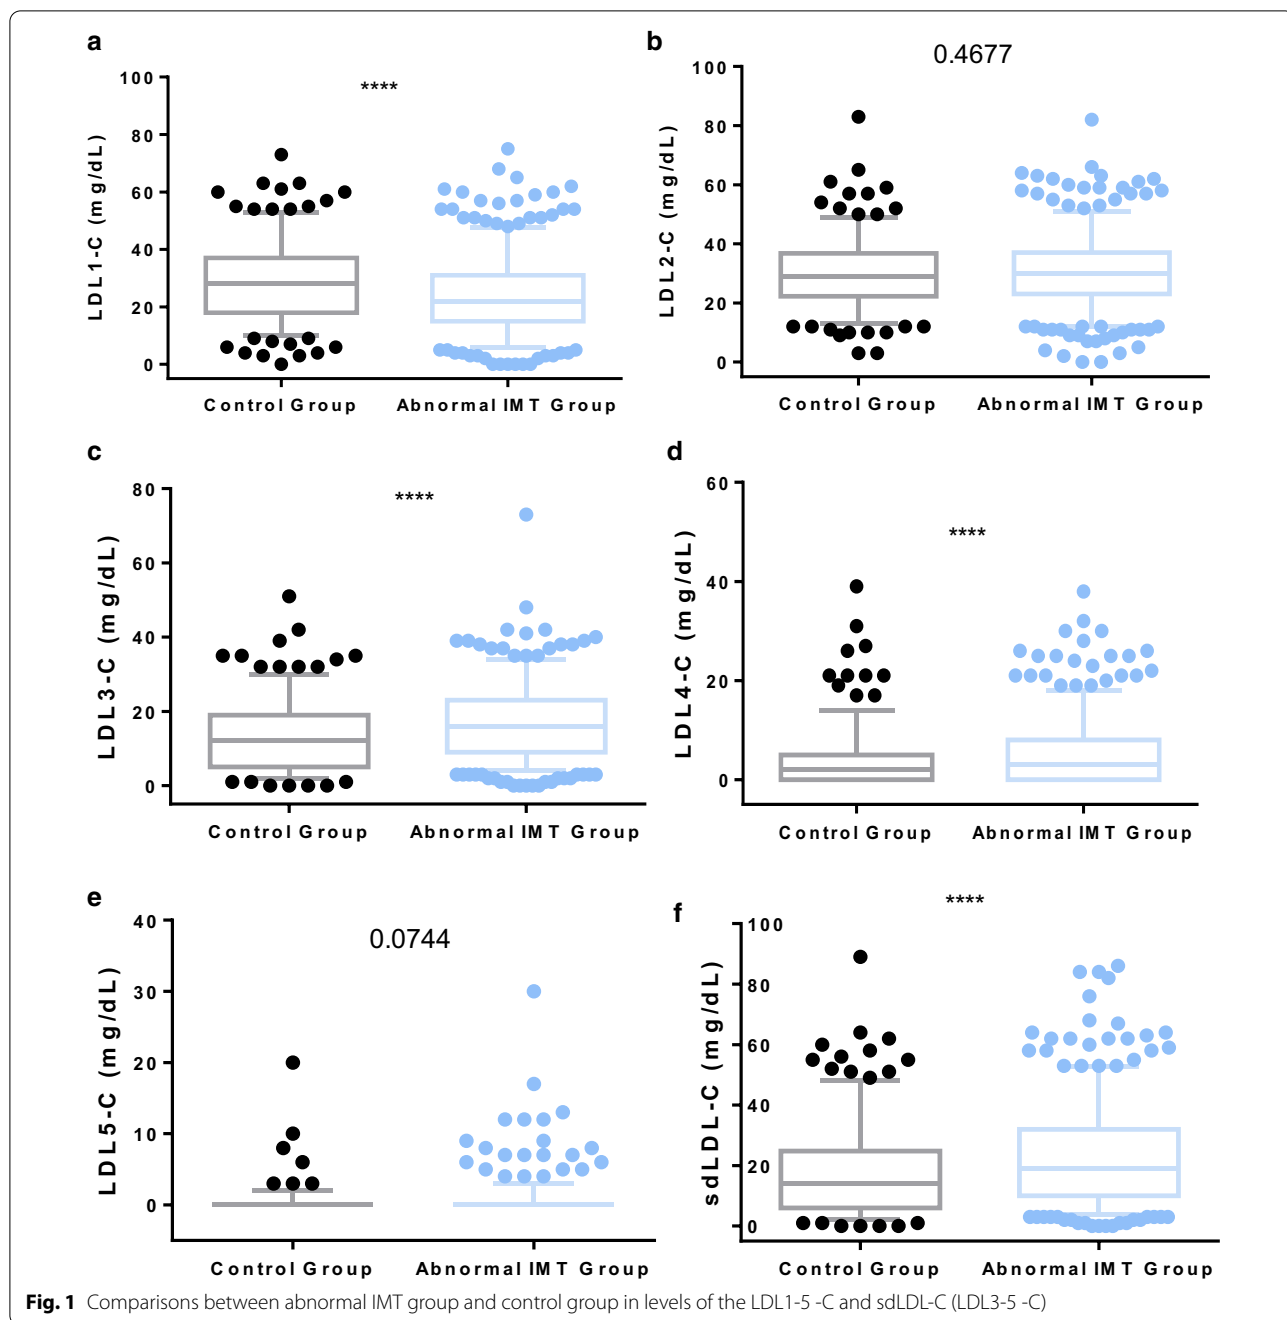 a
****
LDL1-C (mg/dL)
100
80
60
40
20
0
Control Group
Abnormal IMT Group
b
0.4677
LDL2-C (mg/dL)
100
80
60
40
20
0
Control Group
Abnormal IMT Group
c
****
LDL3-C (mg/dL)
80
60
40
20
0
Control Group
Abnormal IMT Group
d
****
LDL4-C (mg/dL)
60
40
20
0
Control Group
Abnormal IMT Group
e
0.0744
LDL5-C (mg/dL)
40
30
20
10
0
Control Group
Abnormal IMT Group
f
****
sdLDL-C (mg/dL)
100
80
60
40
20
0
Control Group
Abnormal IMT Group
Fig. 1 Comparisons between abnormal IMT group and control group in levels of the LDL1-5 -C and sdLDL-C (LDL3-5 -C)